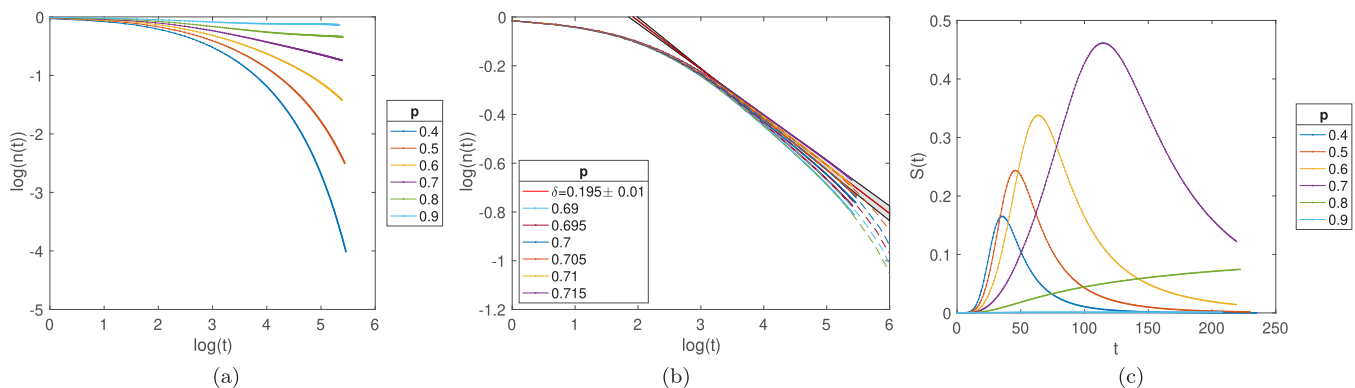 0
-1
-2
-3
-4
-5
log(n(t))
0 1 2 3 4 5 6
log(t)
p
0.4
0.5
0.6
0.7
0.8
0.9
(a)
0
-0.2
-0.4
-0.6
-0.8
-1
-1.2
log(n(t))
p
δ=0.195± 0.01
0.69
0.695
0.7
0.705
0.71
0.715
0 1 2 3 4 5 6
log(t)
(b)
0.5
0.4
0.3
0.2
0.1
0
S(t)
0 50 100 150 200 250
t
p
0.4
0.5
0.6
0.7
0.8
0.9
(c)